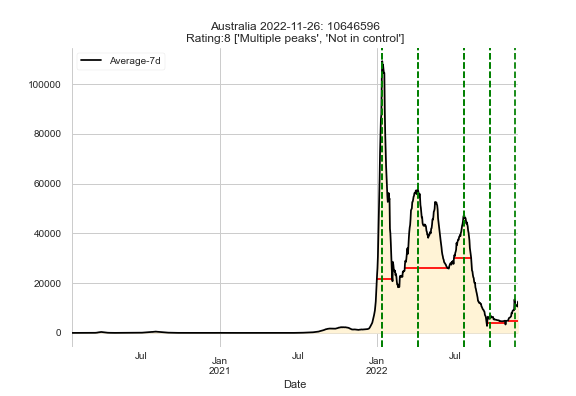 Australia 2022-11-26: 10646596
Rating:8 ['Multiple peaks', 'Not in control']
Average-7d
100000
80000
60000
40000
20000
0
Jul
Jan
2021
Jul
Jan
2022
Jul
Date